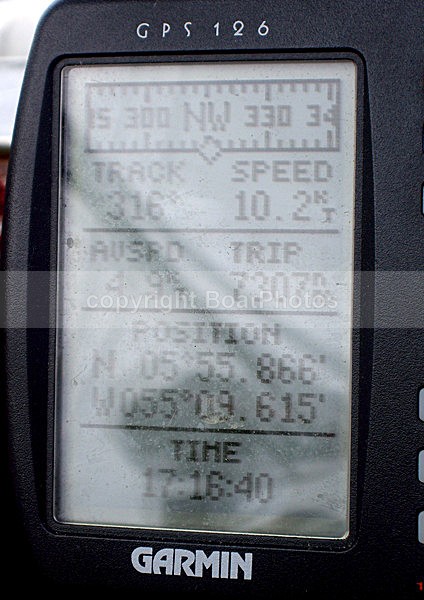 GPS 126
300 NW 330
TRACK SPEED
316° 10.2
AVSPD TRIP
copyright BoatPhotos
POSITION
N 05°55.866'
W055°09.615'
TIME
17:16:40
GARMIN